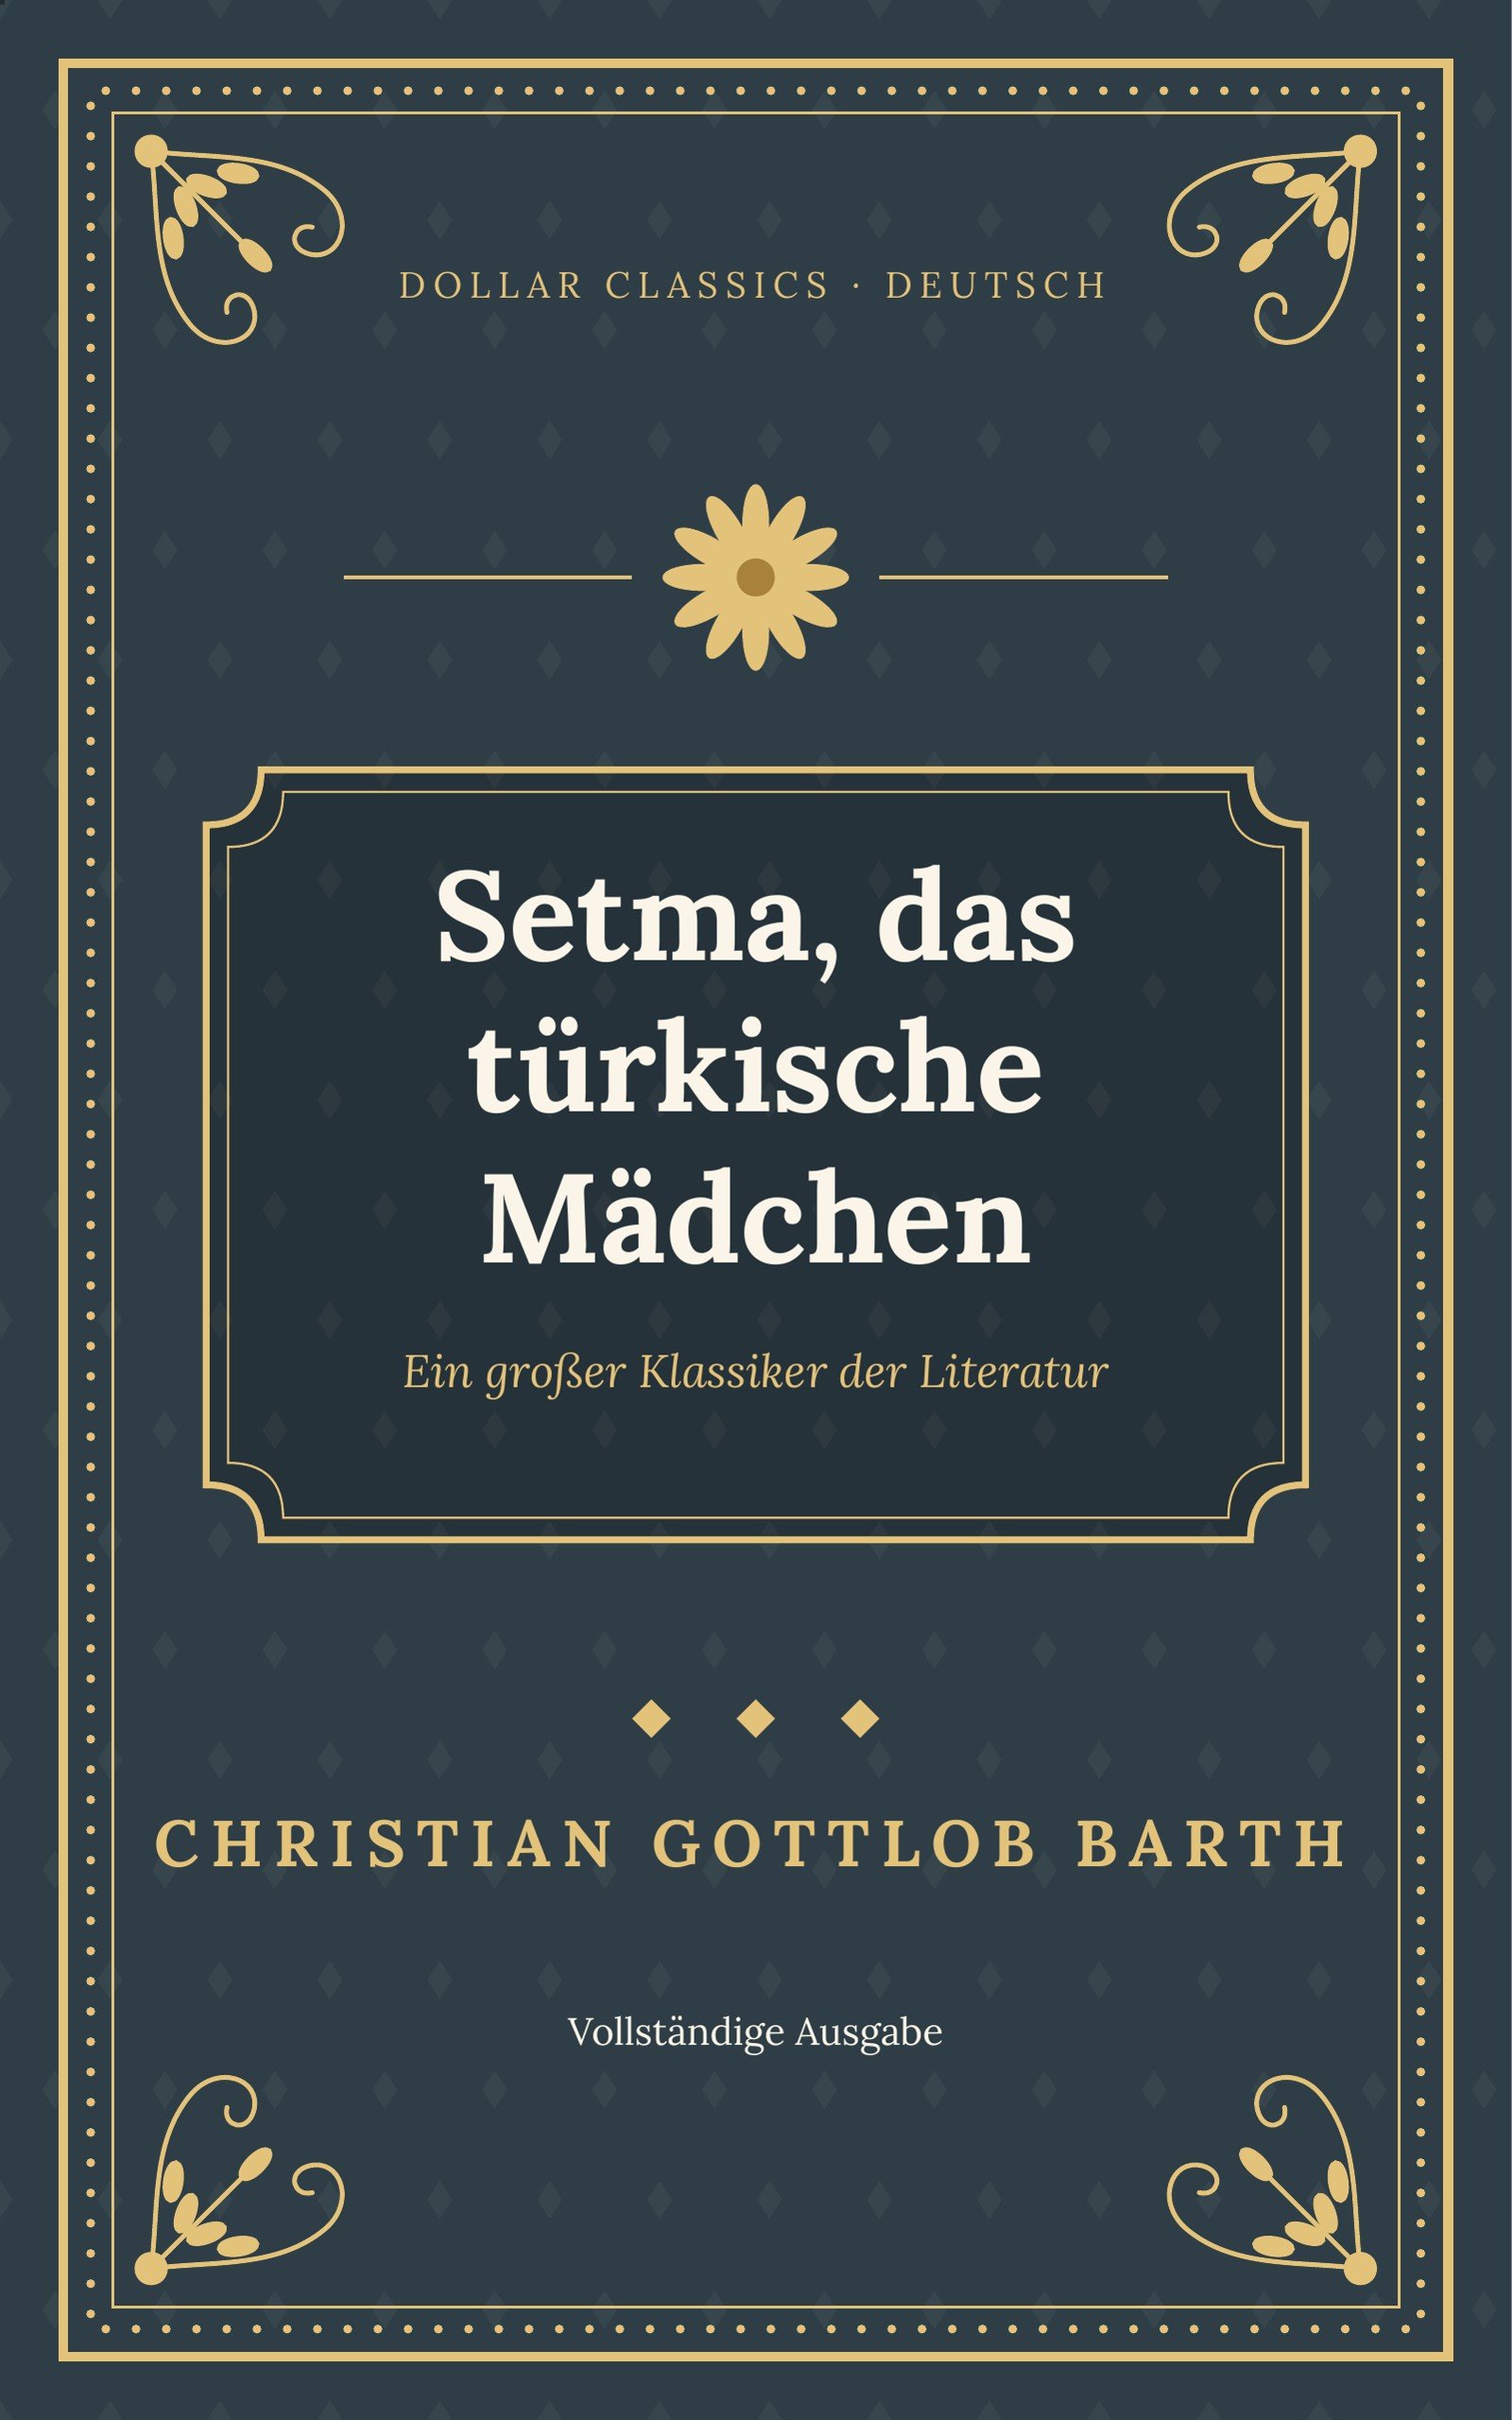 DOLLAR CLASSICS · DEUTSCH
Setma, das
türkische
Mädchen
Ein großer Klassiker der Literatur
CHRISTIAN GOTTLOB BARTH
Vollständige Ausgabe